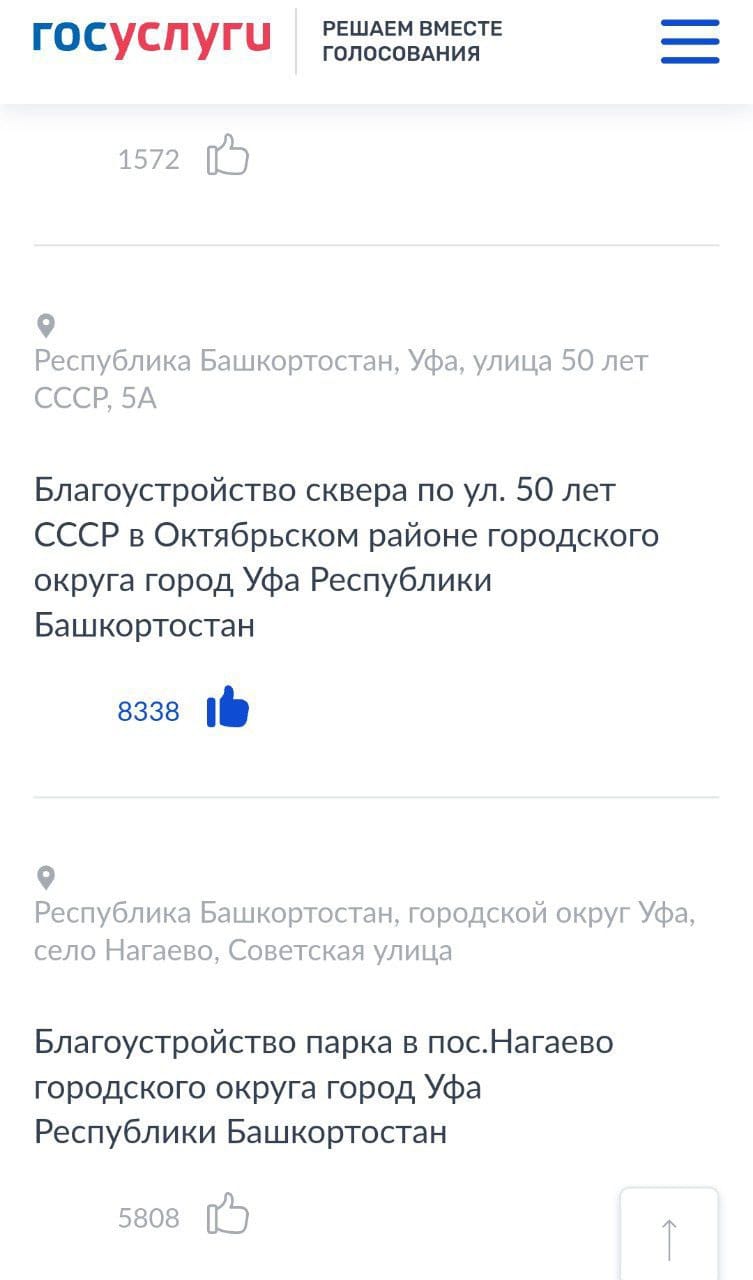 госуслуги
РЕШАЕМ ВМЕСТЕ
ГОЛОСОВАНИЯ
1572
Республика Башкортостан, Уфа, улица 50 лет
СССР, 5А
Благоустройство сквера по ул. 50 лет
СССР в Октябрьском районе городского
округа город Уфа Республики
Башкортостан
8338
Республика Башкортостан, городской округ Уфа,
село Нагаево, Советская улица
Благоустройство парка в пос.Нагаево
городского округа город Уфа
Республики Башкортостан
5808